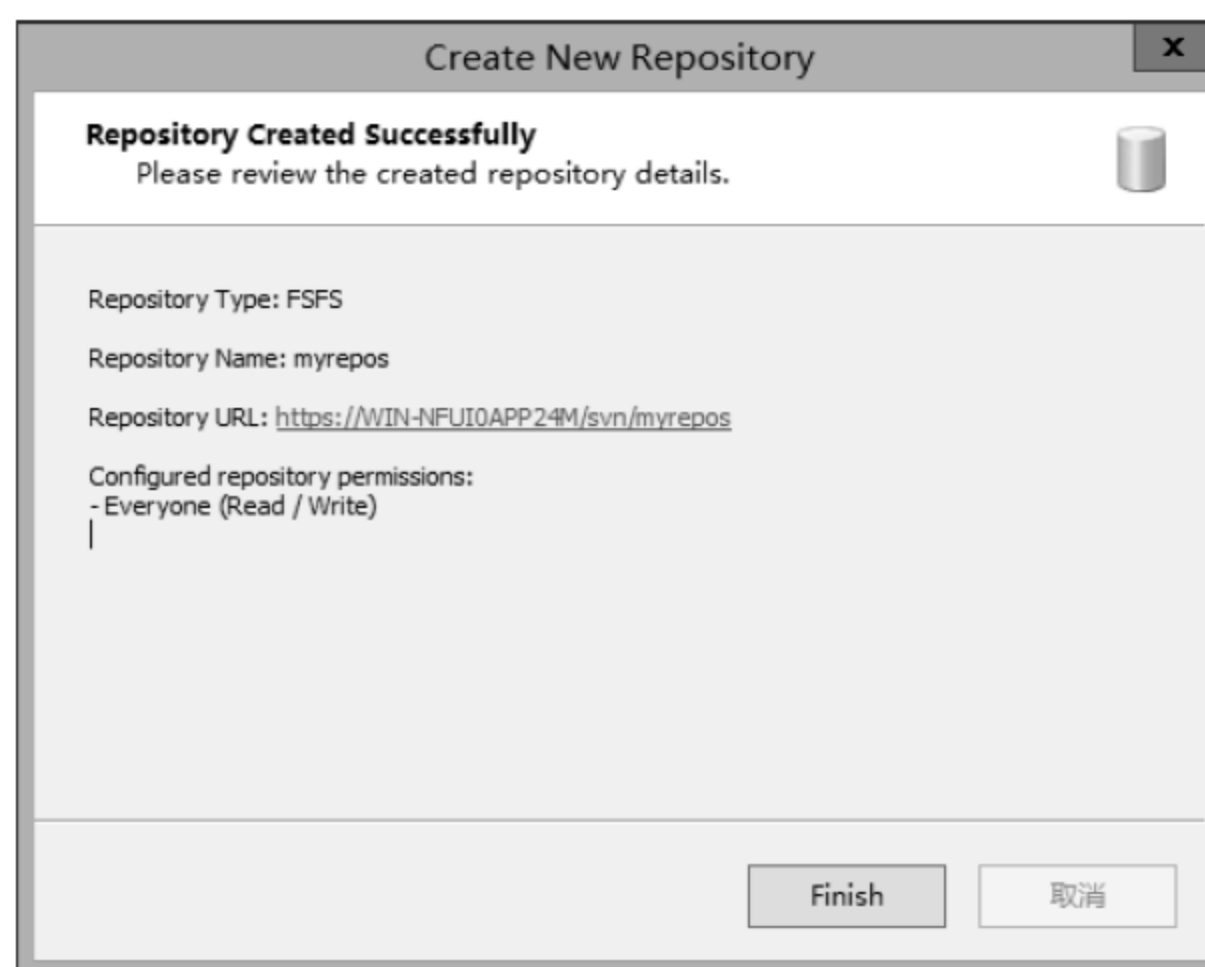 Create New Repository
x
Repository Created Successfully
Please review the created repository details.
Repository Type: FSFS
Repository Name: myrepos
Repository URL: https://WIN-NFUI0APP24M/svn/myrepos
Configured repository permissions:
- Everyone (Read / Write)
Finish
取消